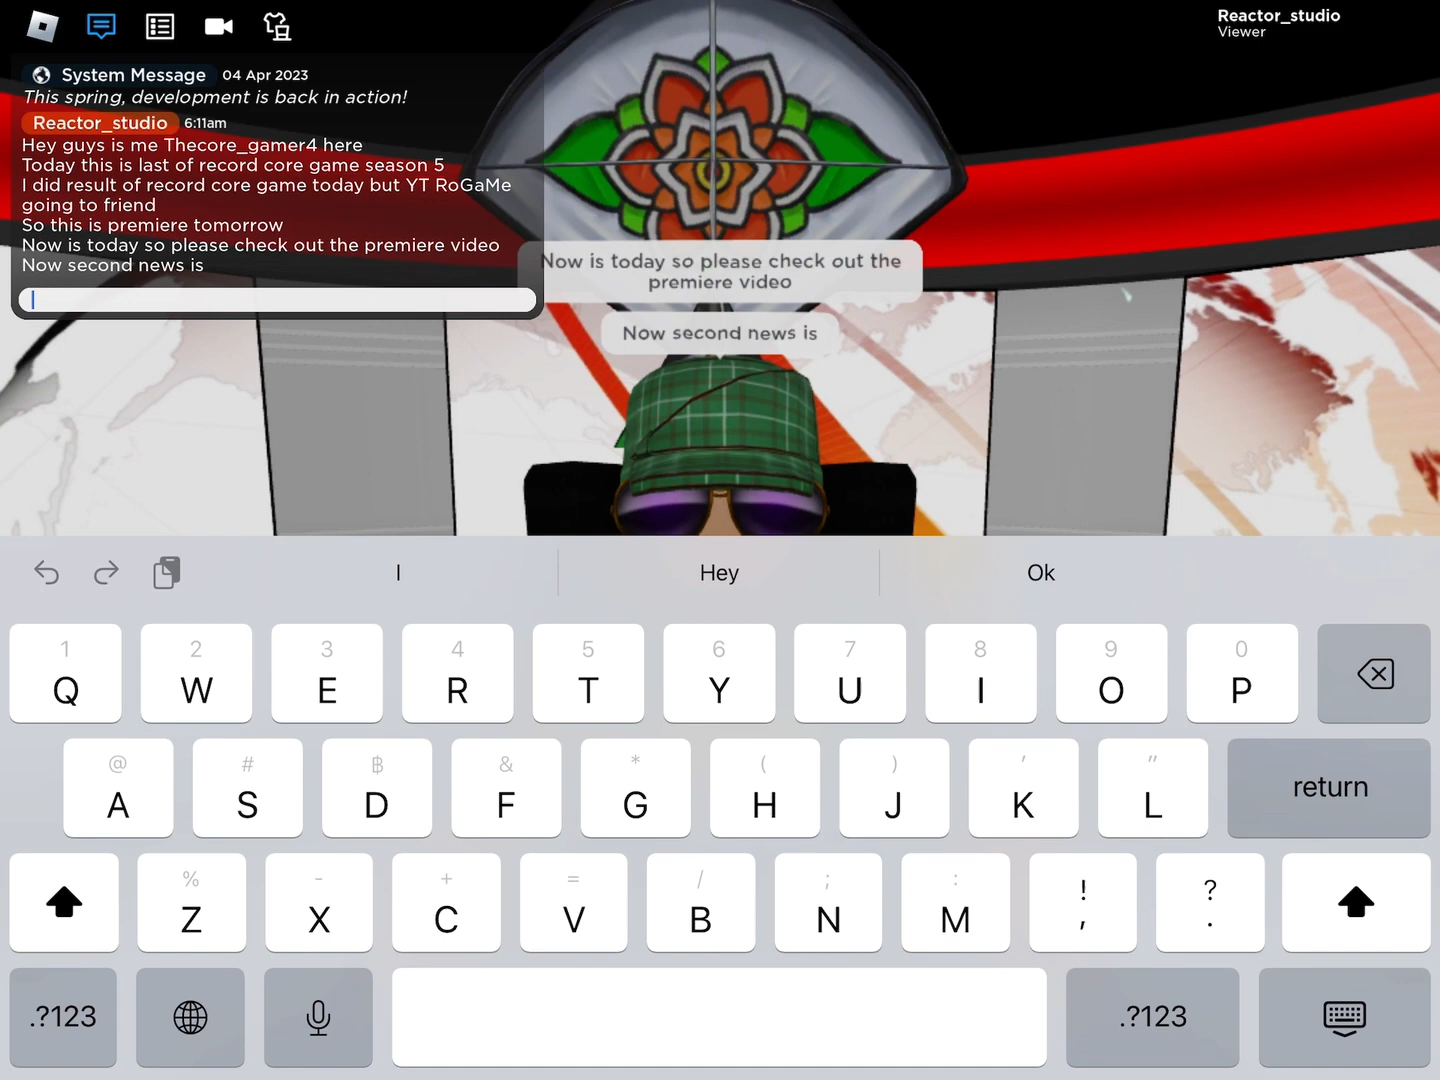 Reactor_studio
Viewer
System Message 04 Apr 2023
This spring, development is back in action!
Reactor_studio 6:11am
Hey guys is me Thecore_gamer4 here
Today this is last of record core game season 5
I did result of record core game today but YT RoGaMe
going to friend
So this is premiere tomorrow
Now is today so please check out the premiere video
Now second news is
Now is today so please check out the
premiere video
Now second news is
I Hey Ok
1 2 3 4 5 6 7 8 9 0
Q W E R T Y U I O P
@ # ฿ & * ( ) ' "
A S D F G H J K L return
% - + = / ; : ! ?
Z X C V B N M , .
.?123 .?123